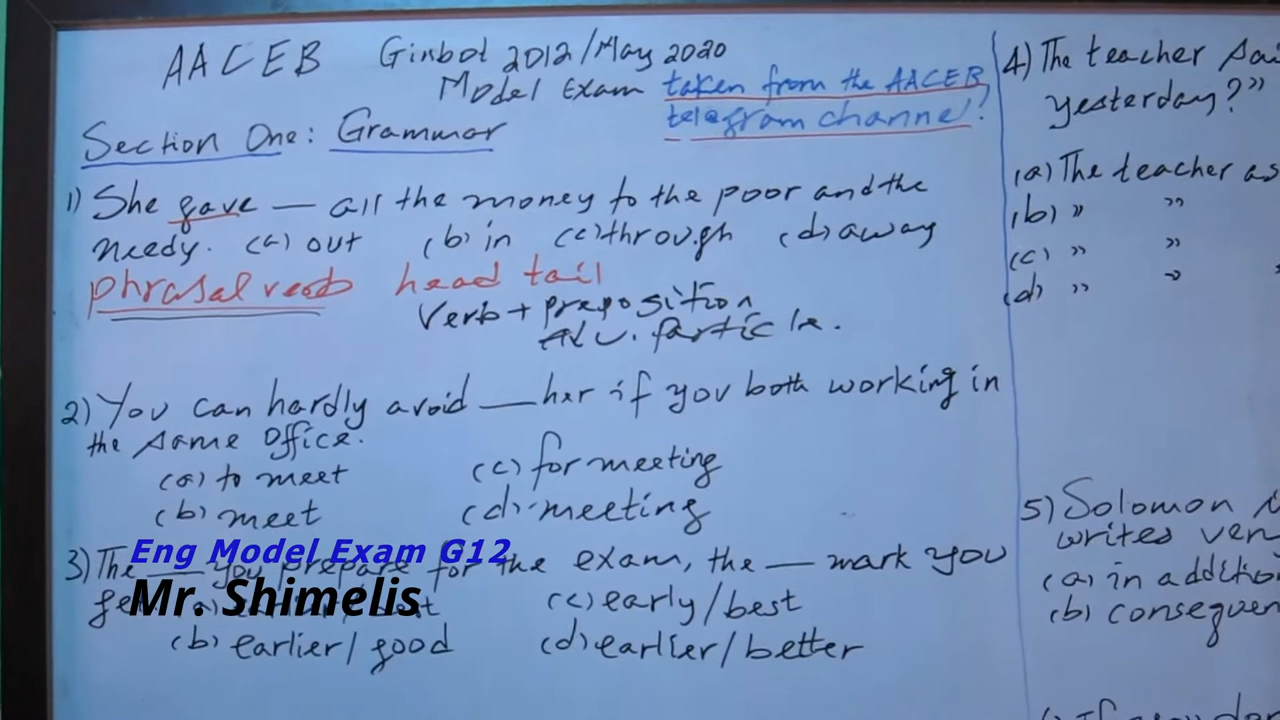 AACEB Ginbot 2012/May 2020
Model Exam taken from the AACEB
telegram channel!
Section One: Grammar
1) She gave — all the money to the poor and the
needy. (a) out (b) in (c) through (d) away
phrasal verb head tail
Verb + preposition
particle.
2) You can hardly avoid — her if you both working in
the same office.
(a) to meet (c) for meeting
(b) meet (d) meeting
3) The — you prepare for the exam, the — mark you
(c) early/best
(b) earlier/good (d) earlier/better
Eng Model Exam G12
Mr. Shimelis
4) The teacher
yesterday?"
(a) The teacher as
(b) " "
(c) " "
(d) " "
5) Solomon
writes ver
(a) in additio
(b) consequen